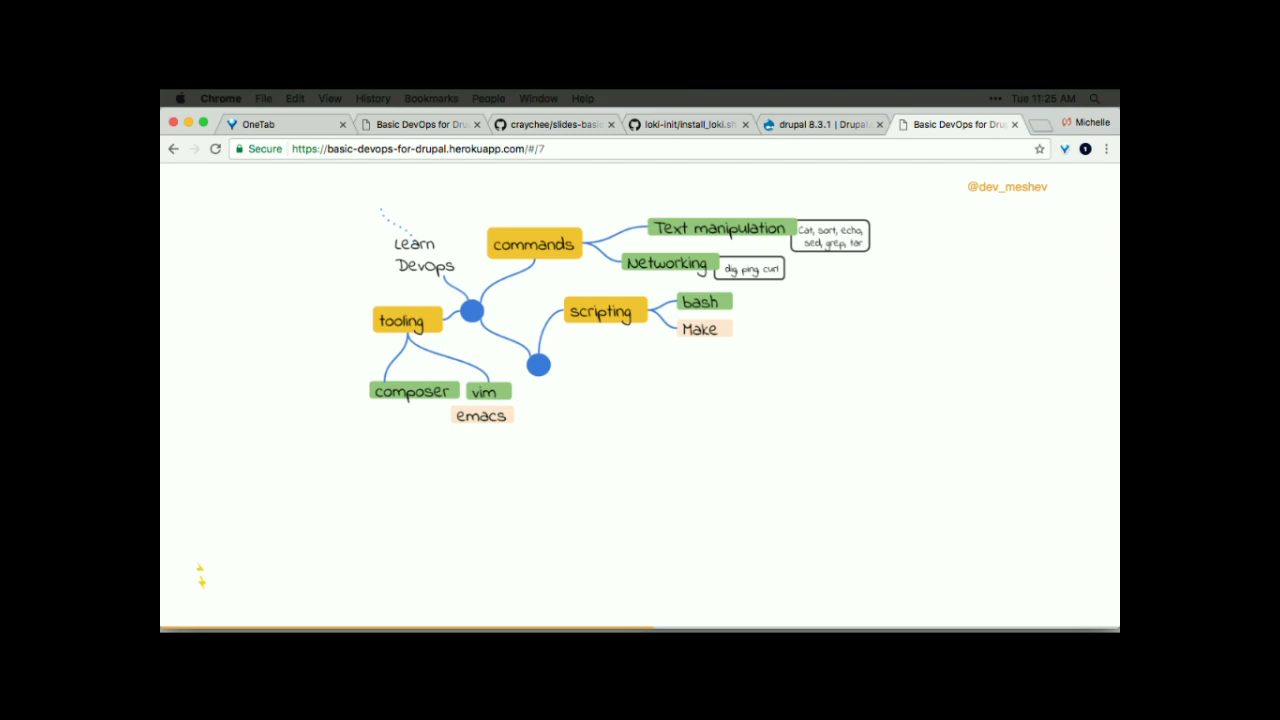 Chrome File Edit View History Bookmarks People Window Help ••• Tue 11:25 AM
OneTab
Basic DevOps for Dru
craychee/slides-basic
loki-init/install_loki.sh
drupal 8.3.1 | Drupal.
Basic DevOps for Dru
Michelle
Secure https://basic-devops-for-drupal.herokuapp.com/#/7
@dev_meshev
Learn
DevOps
commands
Text manipulation
Cat, sort, echo,
sed, grep, tar
Networking
dig, ping, curl
tooling
scripting
bash
Make
composer
vim
emacs